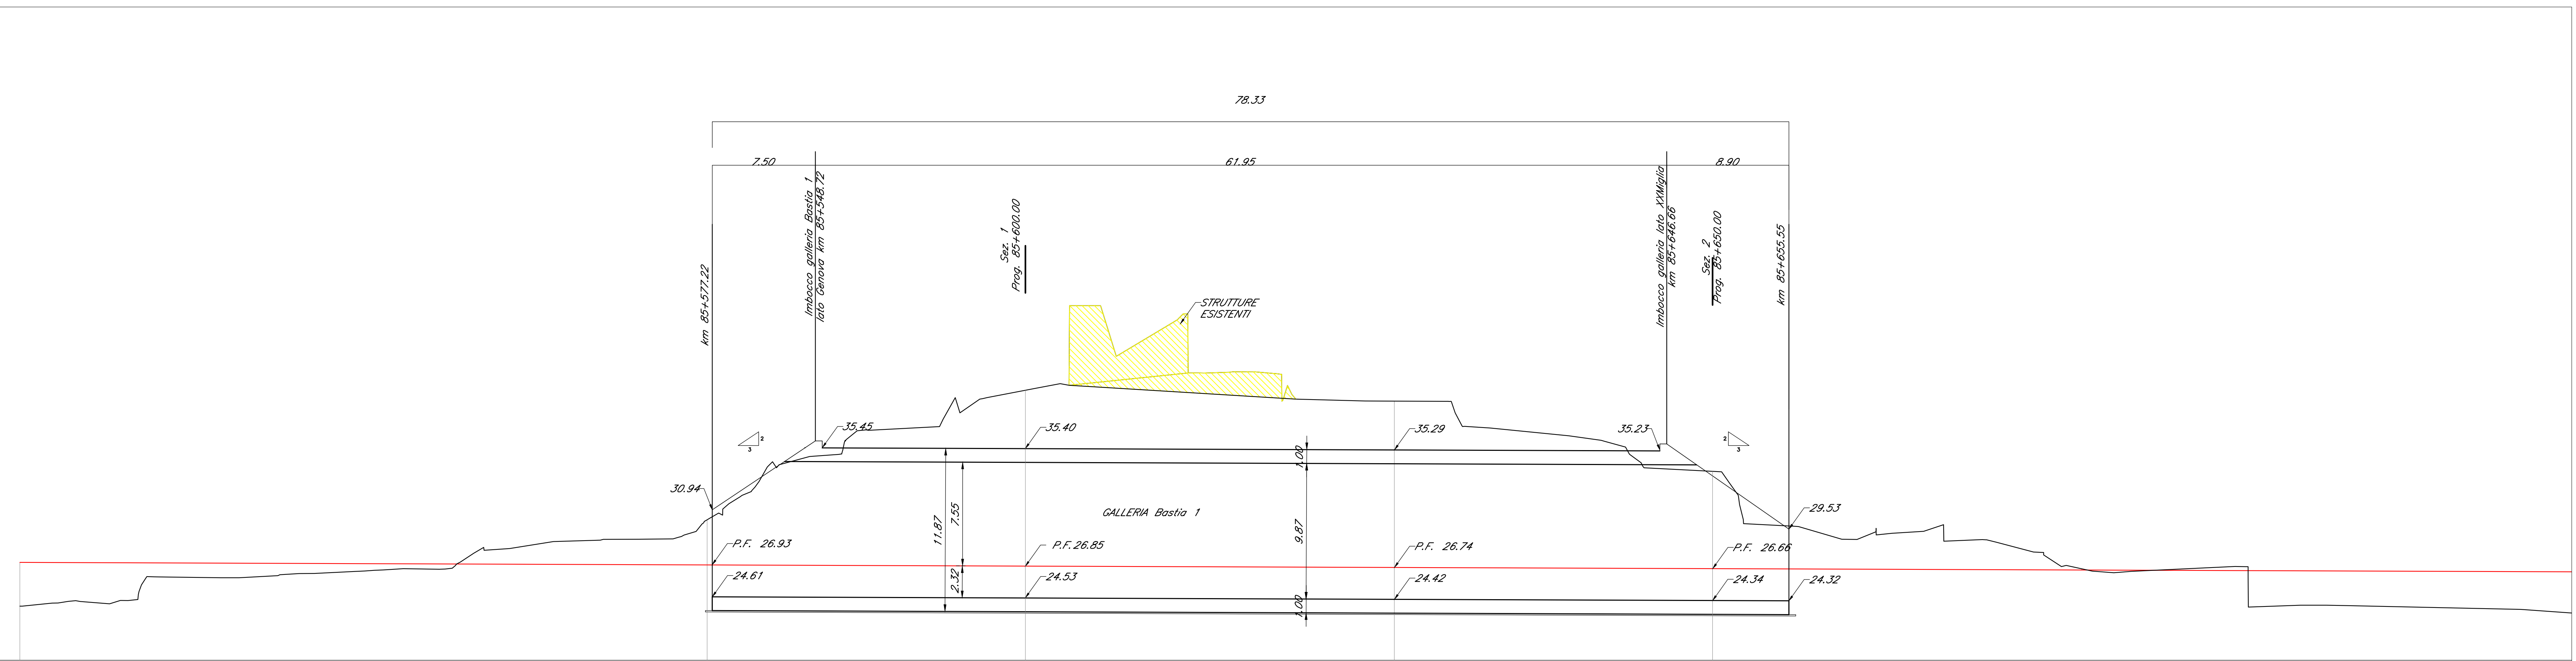 78.33
7.50
61.95
8.90
km 85+577.22
Imbocco galleria Bastia 1
lato Genova km 85+548.72
Sez. 1
Prog. 85+600.00
Imbocco galleria lato XXMiglia
km 85+646.66
Sez. 2
Prog. 85+650.00
km 85+655.55
STRUTTURE
ESISTENTI
2
3
35.45
35.40
35.29
35.23
2
3
1.00
30.94
11.87
7.55
GALLERIA Bastia 1
9.87
29.53
P.F. 26.93
P.F.26.85
P.F. 26.74
P.F. 26.66
24.61
2.32
24.53
24.42
24.34
24.32
1.00